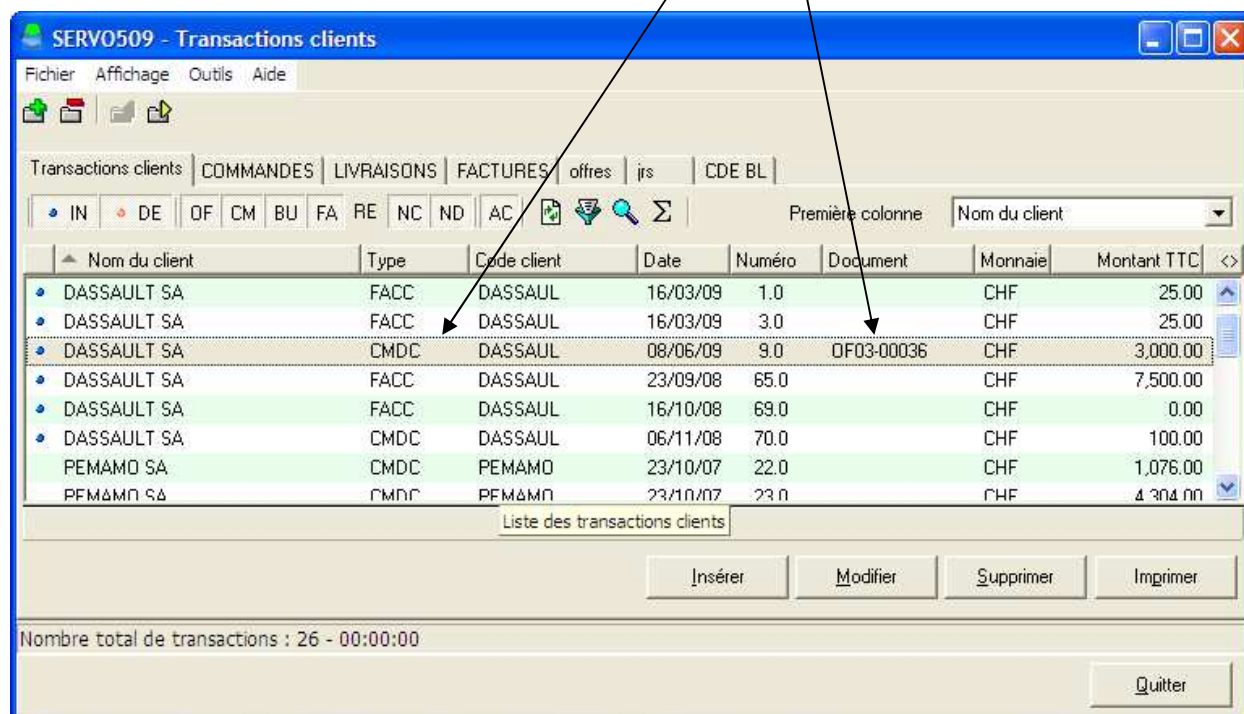 SERVO509 - Transactions clients
Fichier Affichage Outils Aide
Transactions clients COMMANDES LIVRAISONS FACTURES offres jrs CDE BL
IN DE OF CM BU FA RE NC ND AC Σ Première colonne Nom du client
Nom du client Type Code client Date Numéro Document Monnaie Montant TTC <>
DASSAULT SA FACC DASSAUL 16/03/09 1.0 CHF 25.00
DASSAULT SA FACC DASSAUL 16/03/09 3.0 CHF 25.00
DASSAULT SA CMDC DASSAUL 08/06/09 9.0 OF03-00036 CHF 3,000.00
DASSAULT SA FACC DASSAUL 23/09/08 65.0 CHF 7,500.00
DASSAULT SA FACC DASSAUL 16/10/08 69.0 CHF 0.00
DASSAULT SA CMDC DASSAUL 06/11/08 70.0 CHF 100.00
PEMAMO SA CMDC PEMAMO 23/10/07 22.0 CHF 1,076.00
PEMAMO SA CMDC PEMAMO 23/10/07 23.0 CHF 4,304.00
Liste des transactions clients
Insérer Modifier Supprimer Imprimer
Nombre total de transactions : 26 - 00:00:00
Quitter